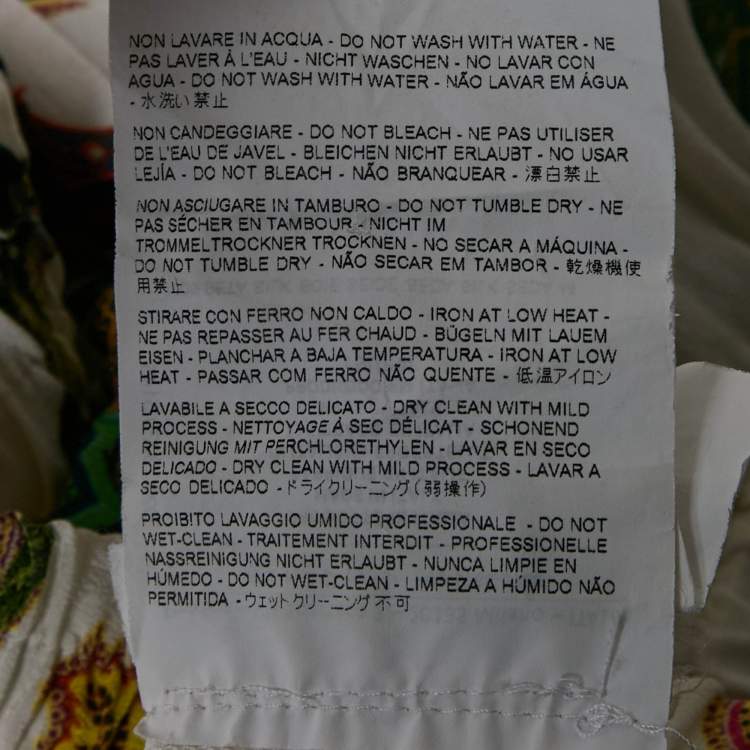 NON LAVARE IN ACQUA - DO NOT WASH WITH WATER - NE
PAS LAVER À L'EAU - NICHT WASCHEN - NO LAVAR CON
AGUA - DO NOT WASH WITH WATER - NÃO LAVAR EM ÁGUA
- 水洗い禁止
NON CANDEGGIARE - DO NOT BLEACH - NE PAS UTILISER
DE L'EAU DE JAVEL - BLEICHEN NICHT ERLAUBT - NO USAR
LEJÍA - DO NOT BLEACH - NÃO BRANQUEAR - 漂白禁止
NON ASCIUGARE IN TAMBURO - DO NOT TUMBLE DRY - NE
PAS SÉCHER EN TAMBOUR - NICHT IM
TROMMELTROCKNER TROCKNEN - NO SECAR A MÁQUINA -
DO NOT TUMBLE DRY - NÃO SECAR EM TAMBOR - 乾燥機使
用禁止
STIRARE CON FERRO NON CALDO - IRON AT LOW HEAT -
NE PAS REPASSER AU FER CHAUD - BÜGELN MIT LAUEM
EISEN - PLANCHAR A BAJA TEMPERATURA - IRON AT LOW
HEAT - PASSAR COM FERRO NÃO QUENTE - 低温アイロン
LAVABILE A SECCO DELICATO - DRY CLEAN WITH MILD
PROCESS - NETTOYAGE À SEC DÉLICAT - SCHONEND
REINIGUNG MIT PERCHLORETHYLEN - LAVAR EN SECO
DELICADO - DRY CLEAN WITH MILD PROCESS - LAVAR A
SECO DELICADO - ドライクリーニング(弱操作)
PROIBITO LAVAGGIO UMIDO PROFESSIONALE - DO NOT
WET-CLEAN - TRAITEMENT INTERDIT - PROFESSIONELLE
NASSREINIGUNG NICHT ERLAUBT - NUNCA LIMPIE EN
HÚMEDO - DO NOT WET-CLEAN - LIMPEZA A HÚMIDO NÃO
PERMITIDA - ウェットクリーニング不可